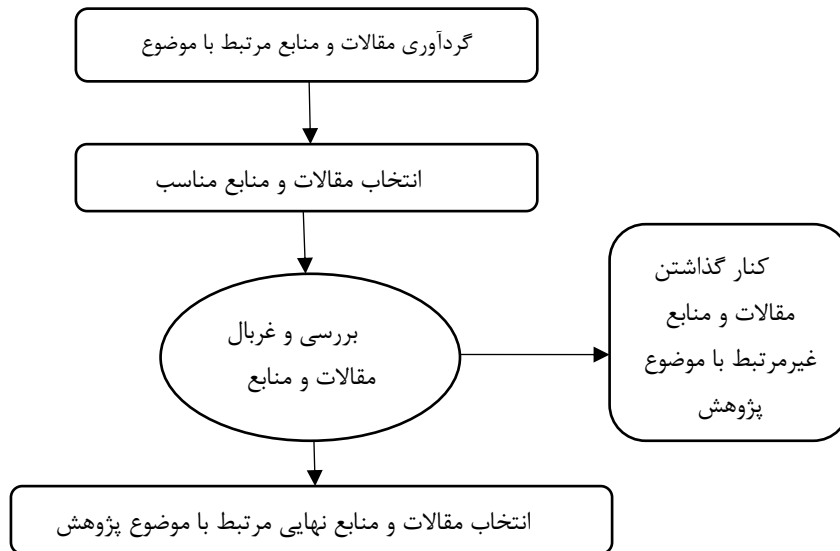 گردآوری مقالات و منابع مرتبط با موضوع
انتخاب مقالات و منابع مناسب
بررسی و غربال
مقالات و منابع
کنار گذاشتن
مقالات و منابع
غیرمرتبط با موضوع
پژوهش
انتخاب مقالات و منابع نهایی مرتبط با موضوع پژوهش